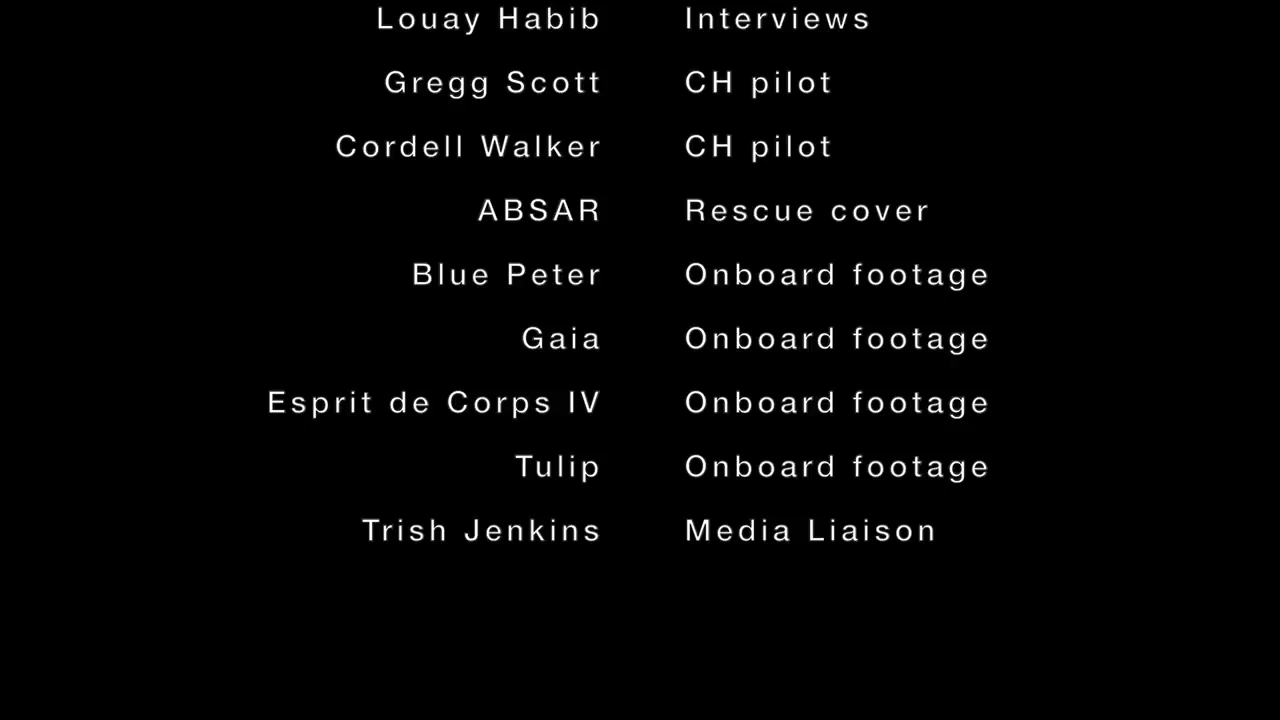 Louay Habib Interviews
Gregg Scott CH pilot
Cordell Walker CH pilot
ABSAR Rescue cover
Blue Peter Onboard footage
Gaia Onboard footage
Esprit de Corps IV Onboard footage
Tulip Onboard footage
Trish Jenkins Media Liaison